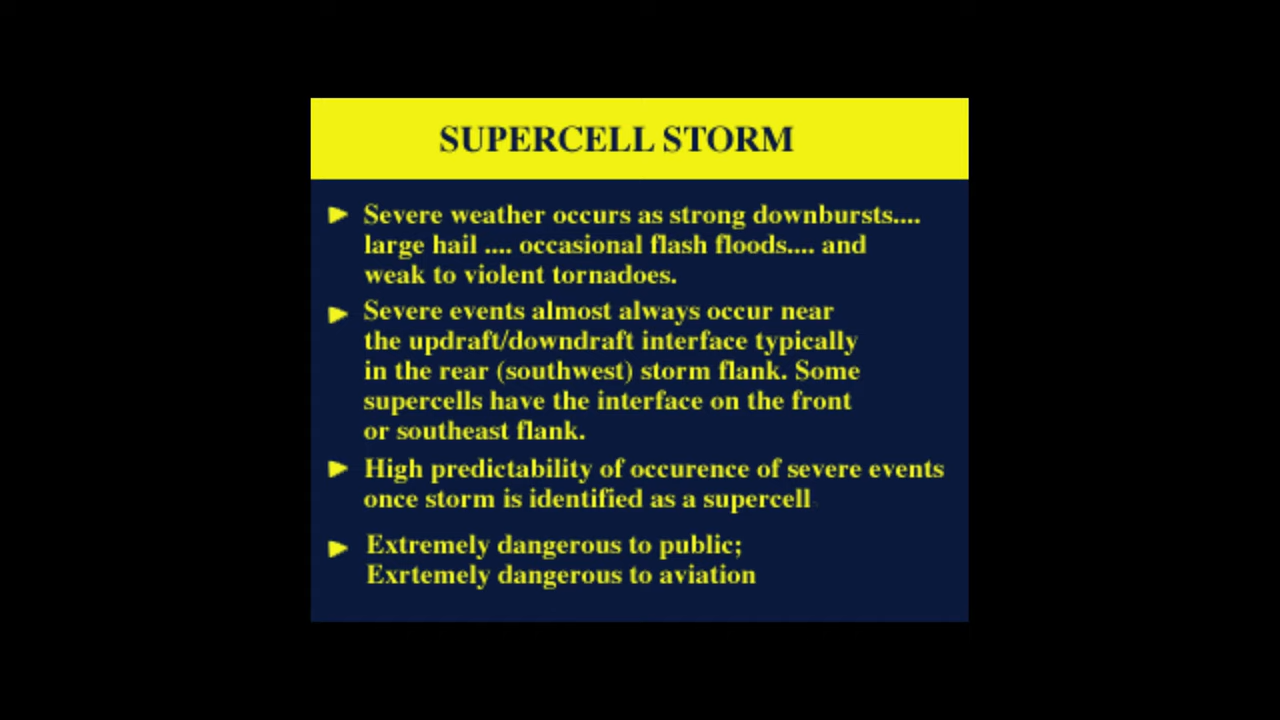 SUPERCELL STORM
Severe weather occurs as strong downbursts....
large hail .... occasional flash floods.... and
weak to violent tornadoes.
Severe events almost always occur near
the updraft/downdraft interface typically
in the rear (southwest) storm flank. Some
supercells have the interface on the front
or southeast flank.
High predictability of occurence of severe events
once storm is identified as a supercell
Extremely dangerous to public;
Exrtemely dangerous to aviation